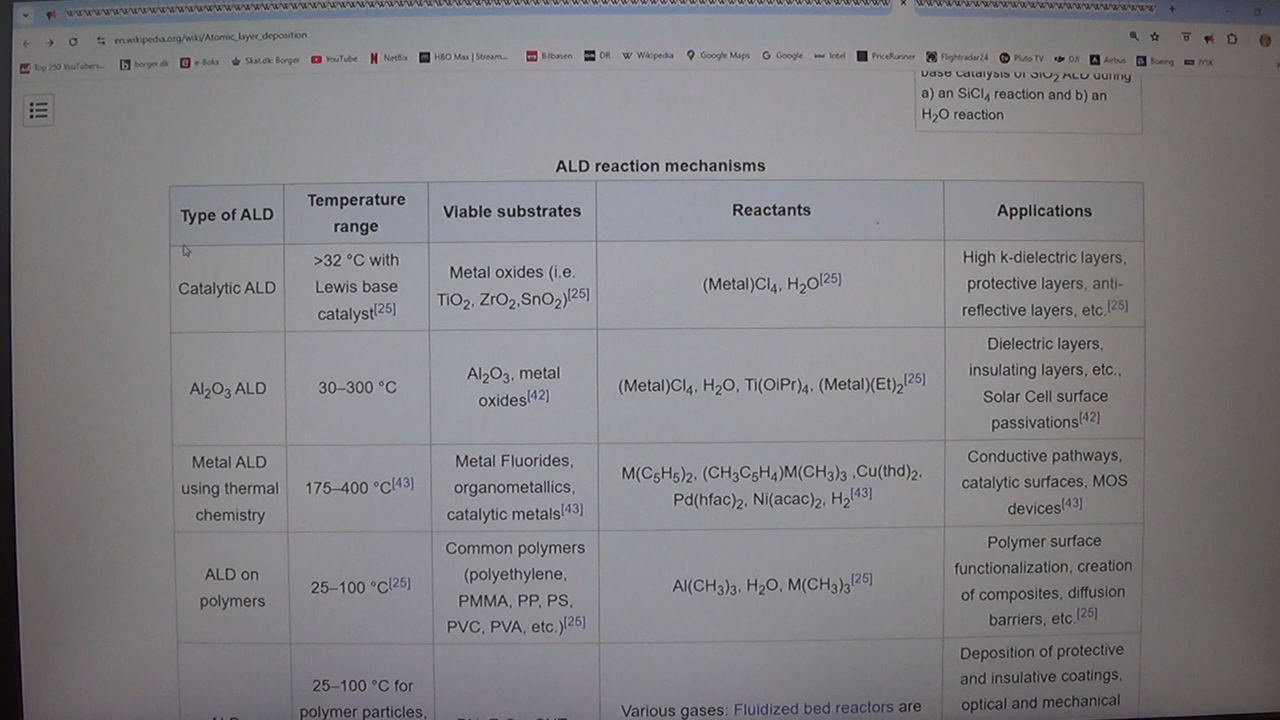 en.wikipedia.org/wiki/Atomic_layer_deposition
Top 250 YouTubers... borger.dk e-Boks Skat.dk: Borger YouTube Netflix HBO Max | Stream... Bilbasen DR Wikipedia Google Maps Google Intel PriceRunner Flightradar24 Pluto TV DJI Airbus Boeing JYSK
base catalysis of SiO2 ALD during
a) an SiCl4 reaction and b) an
H2O reaction
ALD reaction mechanisms
Type of ALD
Temperature
range
Viable substrates
Reactants
Applications
Catalytic ALD
>32 °C with
Lewis base
catalyst[25]
Metal oxides (i.e.
TiO2, ZrO2,SnO2)[25]
(Metal)Cl4, H2O[25]
High k-dielectric layers,
protective layers, anti-
reflective layers, etc.[25]
Al2O3 ALD
30–300 °C
Al2O3, metal
oxides[42]
(Metal)Cl4, H2O, Ti(OiPr)4, (Metal)(Et)2[25]
Dielectric layers,
insulating layers, etc.,
Solar Cell surface
passivations[42]
Metal ALD
using thermal
chemistry
175–400 °C[43]
Metal Fluorides,
organometallics,
catalytic metals[43]
M(C5H5)2, (CH3C5H4)M(CH3)3 ,Cu(thd)2,
Pd(hfac)2, Ni(acac)2, H2[43]
Conductive pathways,
catalytic surfaces, MOS
devices[43]
ALD on
polymers
25–100 °C[25]
Common polymers
(polyethylene,
PMMA, PP, PS,
PVC, PVA, etc.)[25]
Al(CH3)3, H2O, M(CH3)3[25]
Polymer surface
functionalization, creation
of composites, diffusion
barriers, etc.[25]
25–100 °C for
polymer particles,
Various gases: Fluidized bed reactors are
Deposition of protective
and insulative coatings,
optical and mechanical